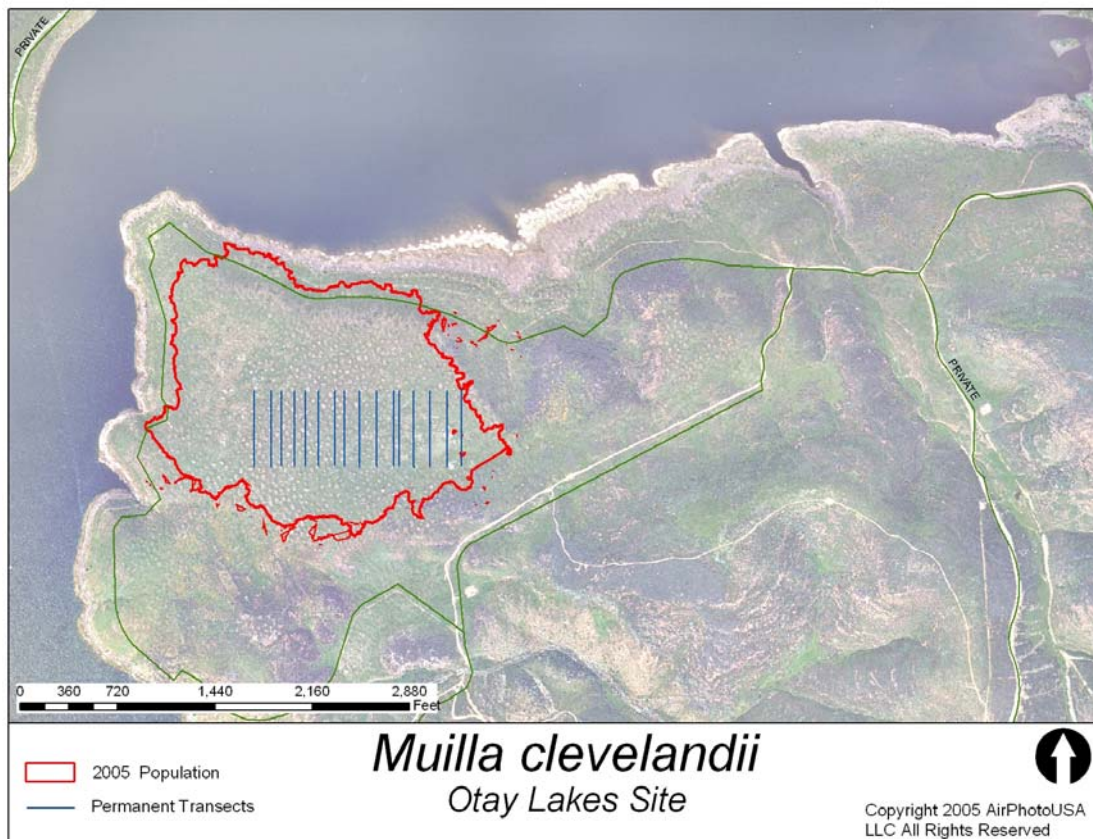 PRIVATE
PRIVATE
0 360 720 1,440 2,160 2,880
Feet
2005 Population
Permanent Transects
Muilla clevelandii
Otay Lakes Site
Copyright 2005 AirPhotoUSA
LLC All Rights Reserved